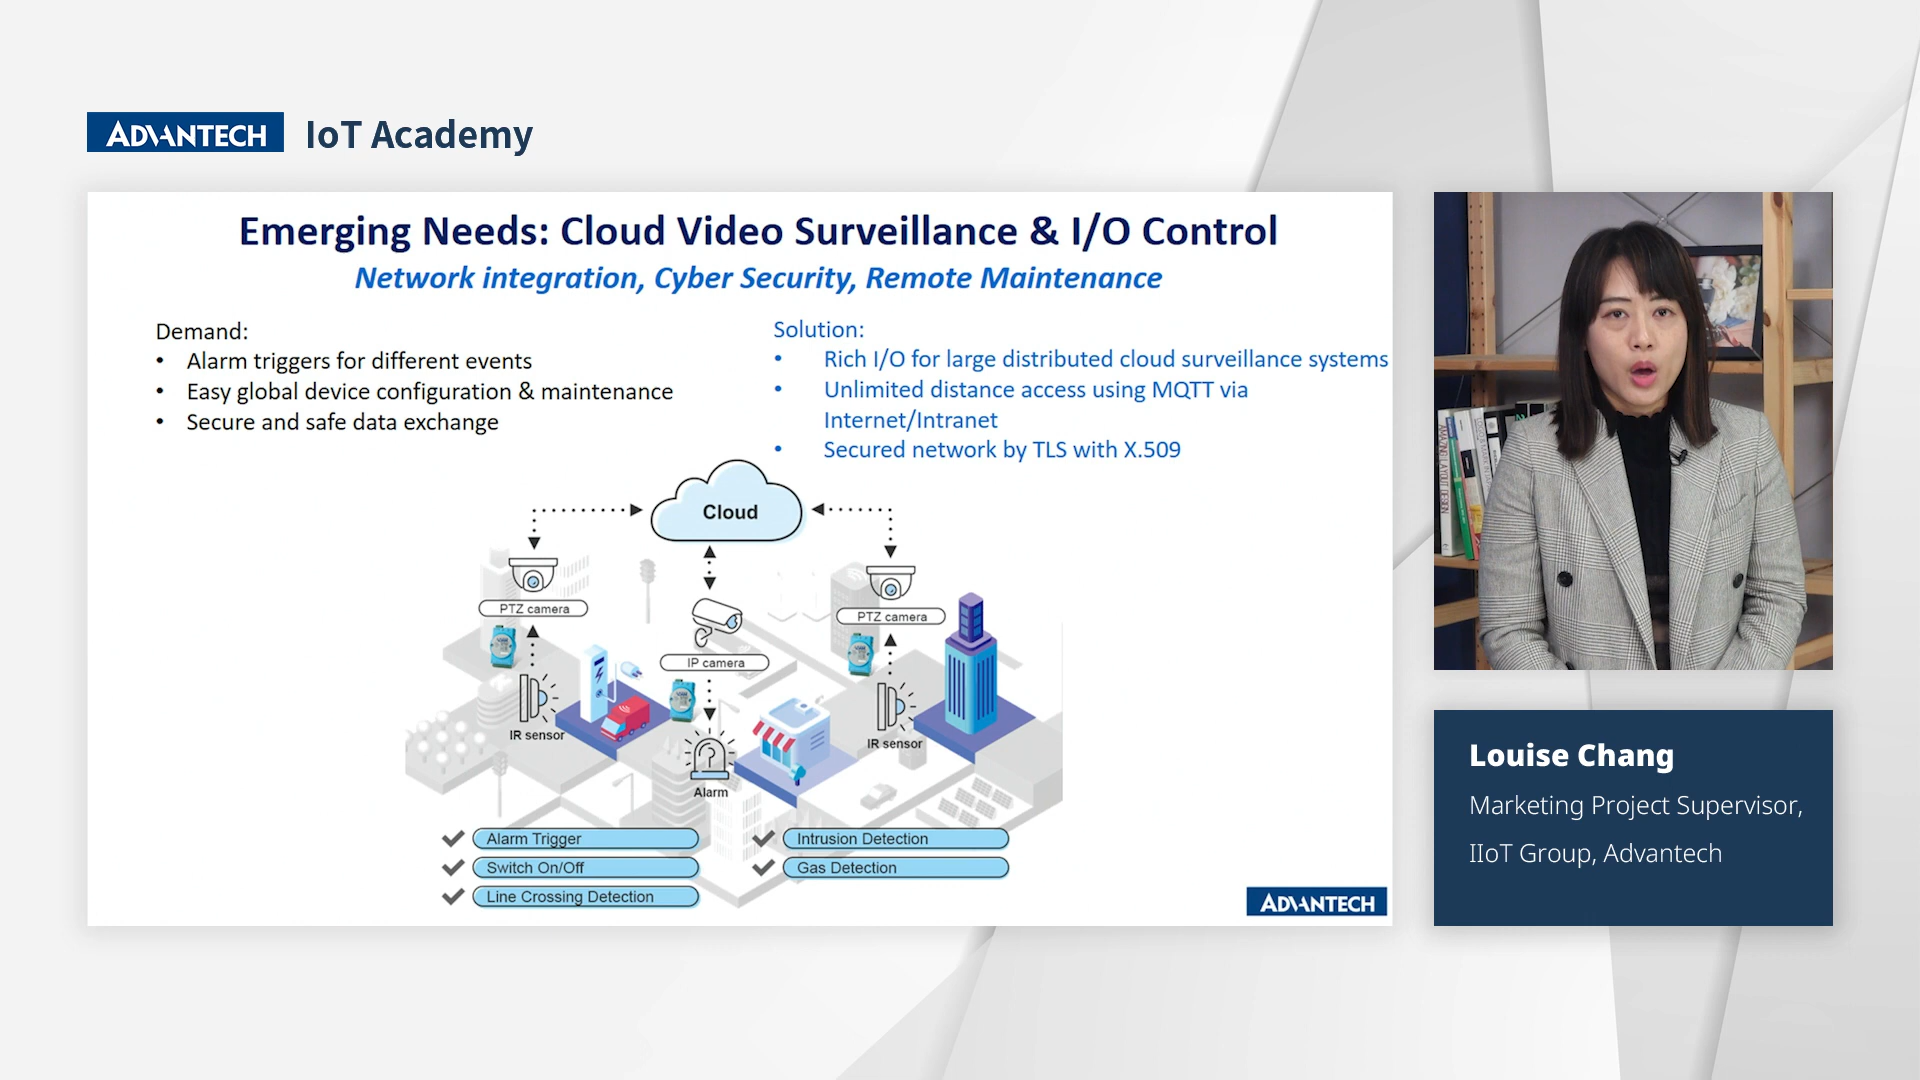 ADVANTECH IoT Academy
Emerging Needs: Cloud Video Surveillance & I/O Control
Network integration, Cyber Security, Remote Maintenance
Demand:
• Alarm triggers for different events
• Easy global device configuration & maintenance
• Secure and safe data exchange
Solution:
• Rich I/O for large distributed cloud surveillance systems
• Unlimited distance access using MQTT via
Internet/Intranet
• Secured network by TLS with X.509
Cloud
PTZ camera
IP camera
PTZ camera
IR sensor
Alarm
IR sensor
Alarm Trigger
Switch On/Off
Line Crossing Detection
Intrusion Detection
Gas Detection
ADVANTECH
Louise Chang
Marketing Project Supervisor,
IIoT Group, Advantech